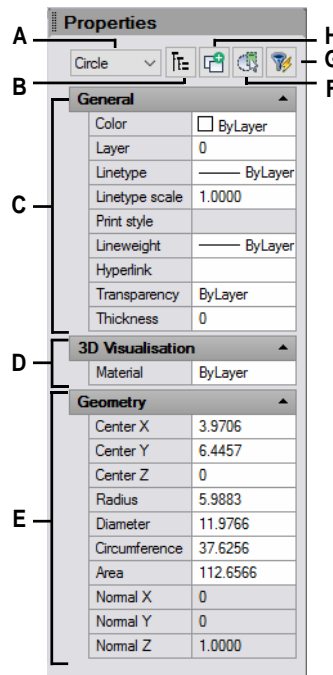 Properties
A
H
Circle
G
B
F
General
C
Color ByLayer
Layer 0
Linetype ByLayer
Linetype scale 1.0000
Print style
Lineweight ByLayer
Hyperlink
Transparency ByLayer
Thickness 0
D
3D Visualisation
Material ByLayer
E
Geometry
Center X 3.9706
Center Y 6.4457
Center Z 0
Radius 5.9883
Diameter 11.9766
Circumference 37.6256
Area 112.6566
Normal X 0
Normal Y 0
Normal Z 1.0000